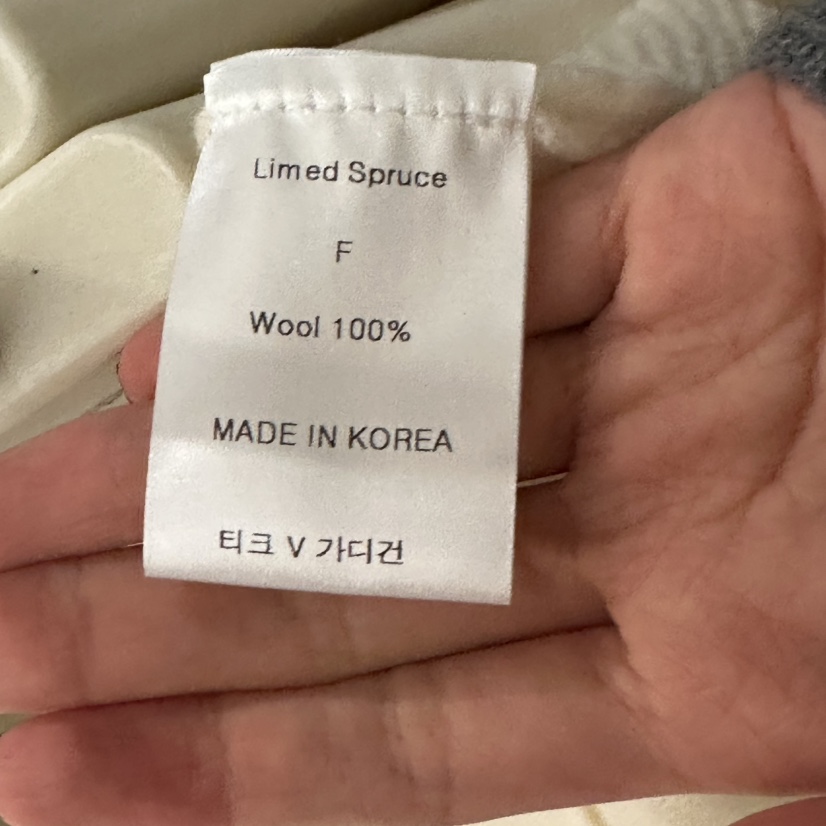 Limed Spruce
F
Wool 100%
MADE IN KOREA
티크 V 가디건